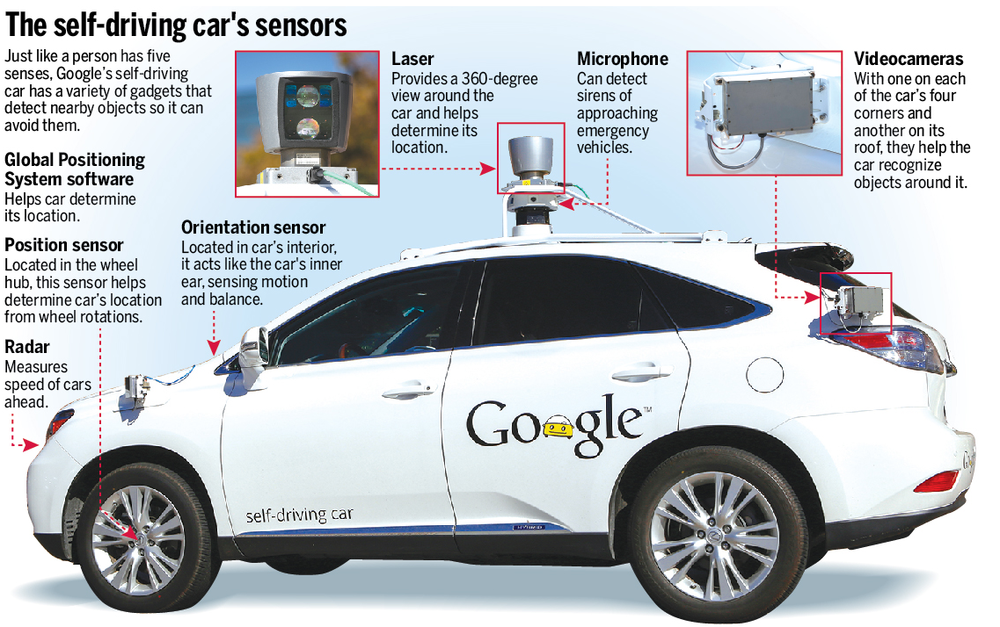 The self-driving car's sensors
Just like a person has five
senses, Google's self-driving
car has a variety of gadgets that
detect nearby objects so it can
avoid them.
Global Positioning
System software
Helps car determine
its location.
Position sensor
Located in the wheel
hub, this sensor helps
determine car's location
from wheel rotations.
Radar
Measures
speed of cars
ahead.
Orientation sensor
Located in car's interior,
it acts like the car's inner
ear, sensing motion
and balance.
Laser
Provides a 360-degree
view around the
car and helps
determine its
location.
Microphone
Can detect
sirens of
approaching
emergency
vehicles.
Videocameras
With one on each
of the car's four
corners and
another on its
roof, they help the
car recognize
objects around it.
Google™
self-driving car
HYBRID